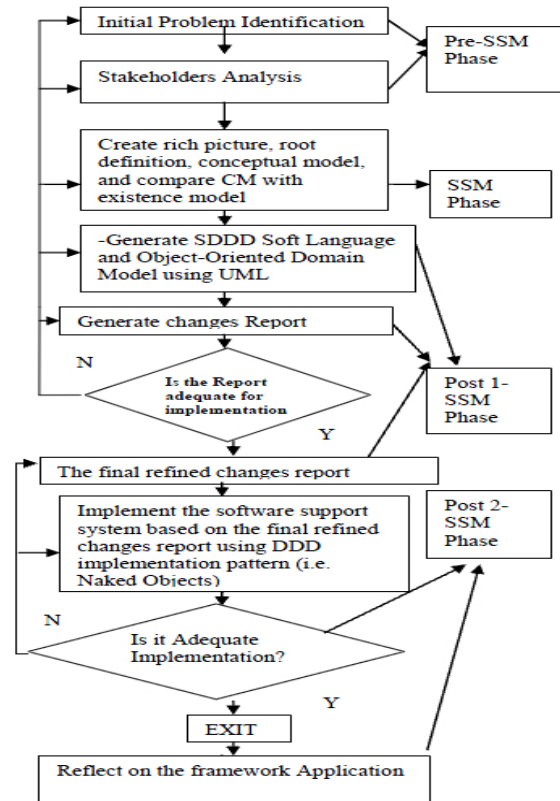 Initial Problem Identification
Pre-SSM
Phase
Stakeholders Analysis
Create rich picture, root
definition, conceptual model,
and compare CM with
existence model
SSM
Phase
-Generate SDDD Soft Language
and Object-Oriented Domain
Model using UML
Generate changes Report
N
Is the Report
adequate for
implementation
Post 1-
SSM
Phase
Y
The final refined changes report
Implement the software support
system based on the final refined
changes report using DDD
implementation pattern (i.e.
Naked Objects)
Post 2-
SSM
Phase
N
Is it Adequate
Implementation?
Y
EXIT
Reflect on the framework Application